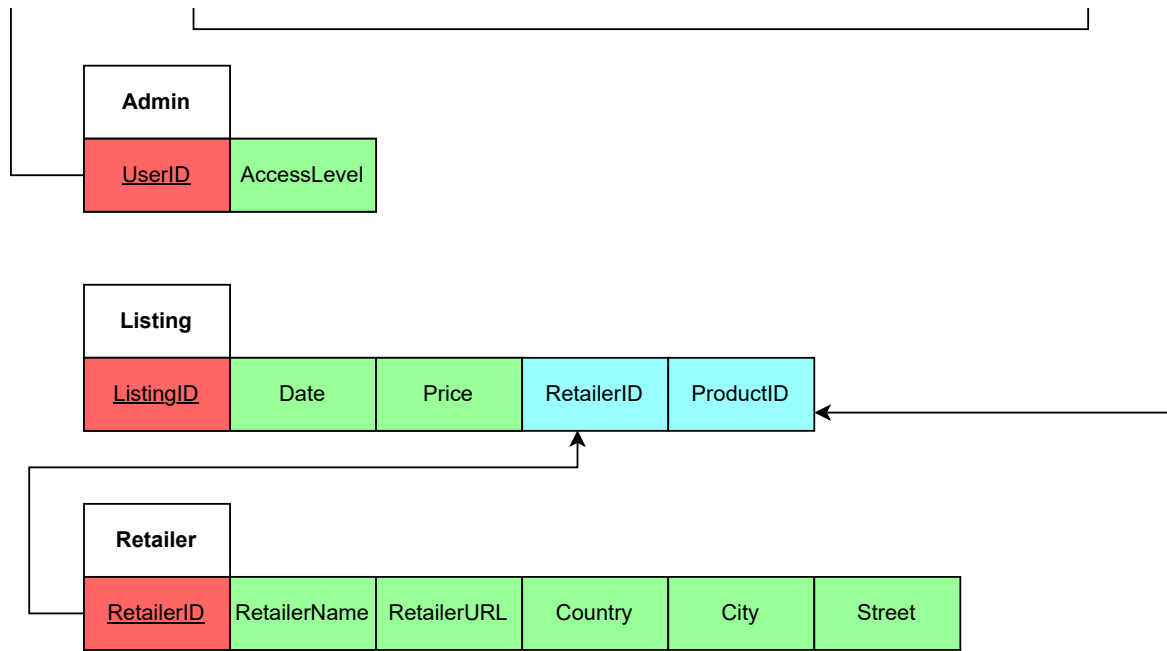 Admin
UserID AccessLevel
Listing
ListingID Date Price RetailerID ProductID
Retailer
RetailerID RetailerName RetailerURL Country City Street